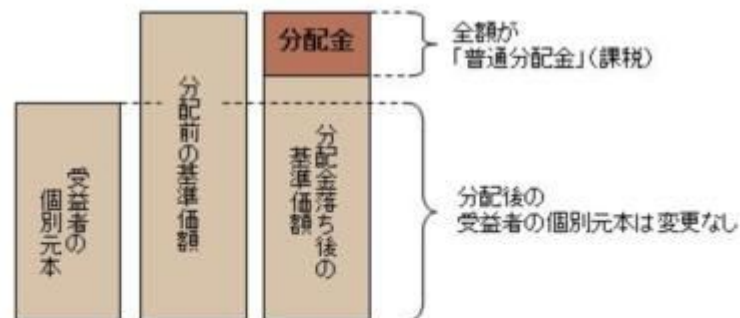 分配金
全額が
「普通分配金」(課税)
受益者の
個別元本
分配前の基準価額
分配金落ち後の
基準価額
分配後の
受益者の個別元本は変更なし